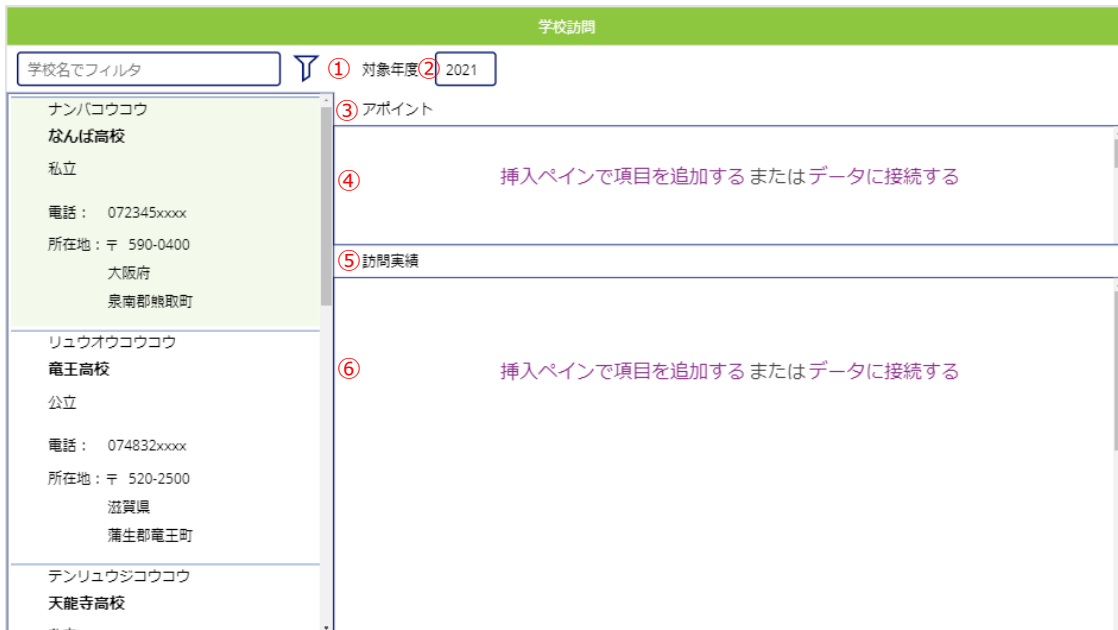 学校訪問
学校名でフィルタ
① 対象年度② 2021
ナンバコウコウ
なんば高校
私立
電話： 072345xxxx
所在地：〒 590-0400
大阪府
泉南郡熊取町
リュウオウコウコウ
竜王高校
公立
電話： 074832xxxx
所在地：〒 520-2500
滋賀県
蒲生郡竜王町
テンリュウジコウコウ
天龍寺高校
③ アポイント
④ 挿入ペインで項目を追加する またはデータに接続する
⑤ 訪問実績
⑥ 挿入ペインで項目を追加する またはデータに接続する